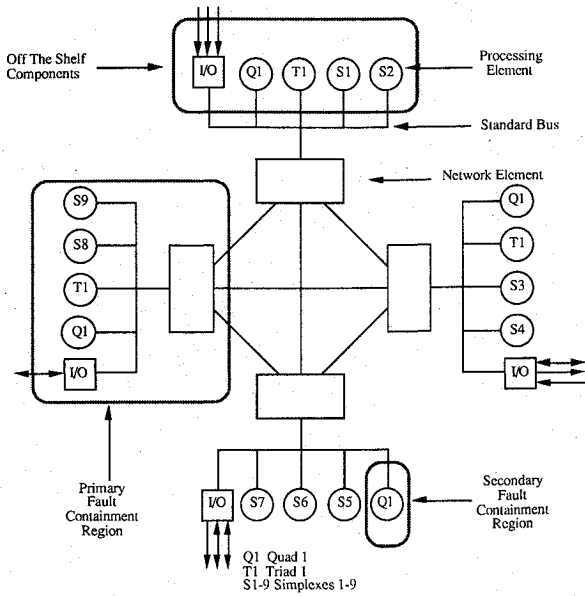 Off The Shelf
Components
I/O
Q1
T1
S1
S2
Processing
Element
Standard Bus
Network Element
S9
S8
T1
Q1
I/O
Q1
T1
S3
S4
I/O
Primary
Fault
Containment
Region
I/O
S7
S6
S5
Q1
Secondary
Fault
Containment
Region
Q1 Quad 1
T1 Triad 1
S1-9 Simplexes 1-9